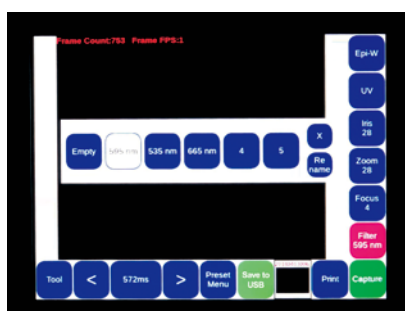 Frame Count:753 Frame FPS:1
Epi-W
UV
Iris
28
Zoom
28
Focus
4
Filter
595 nm
Empty
595 nm
535 nm
665 nm
4
5
X
Re
name
Tool
<
572ms
>
Preset
Menu
Save to
USB
Print
Capture